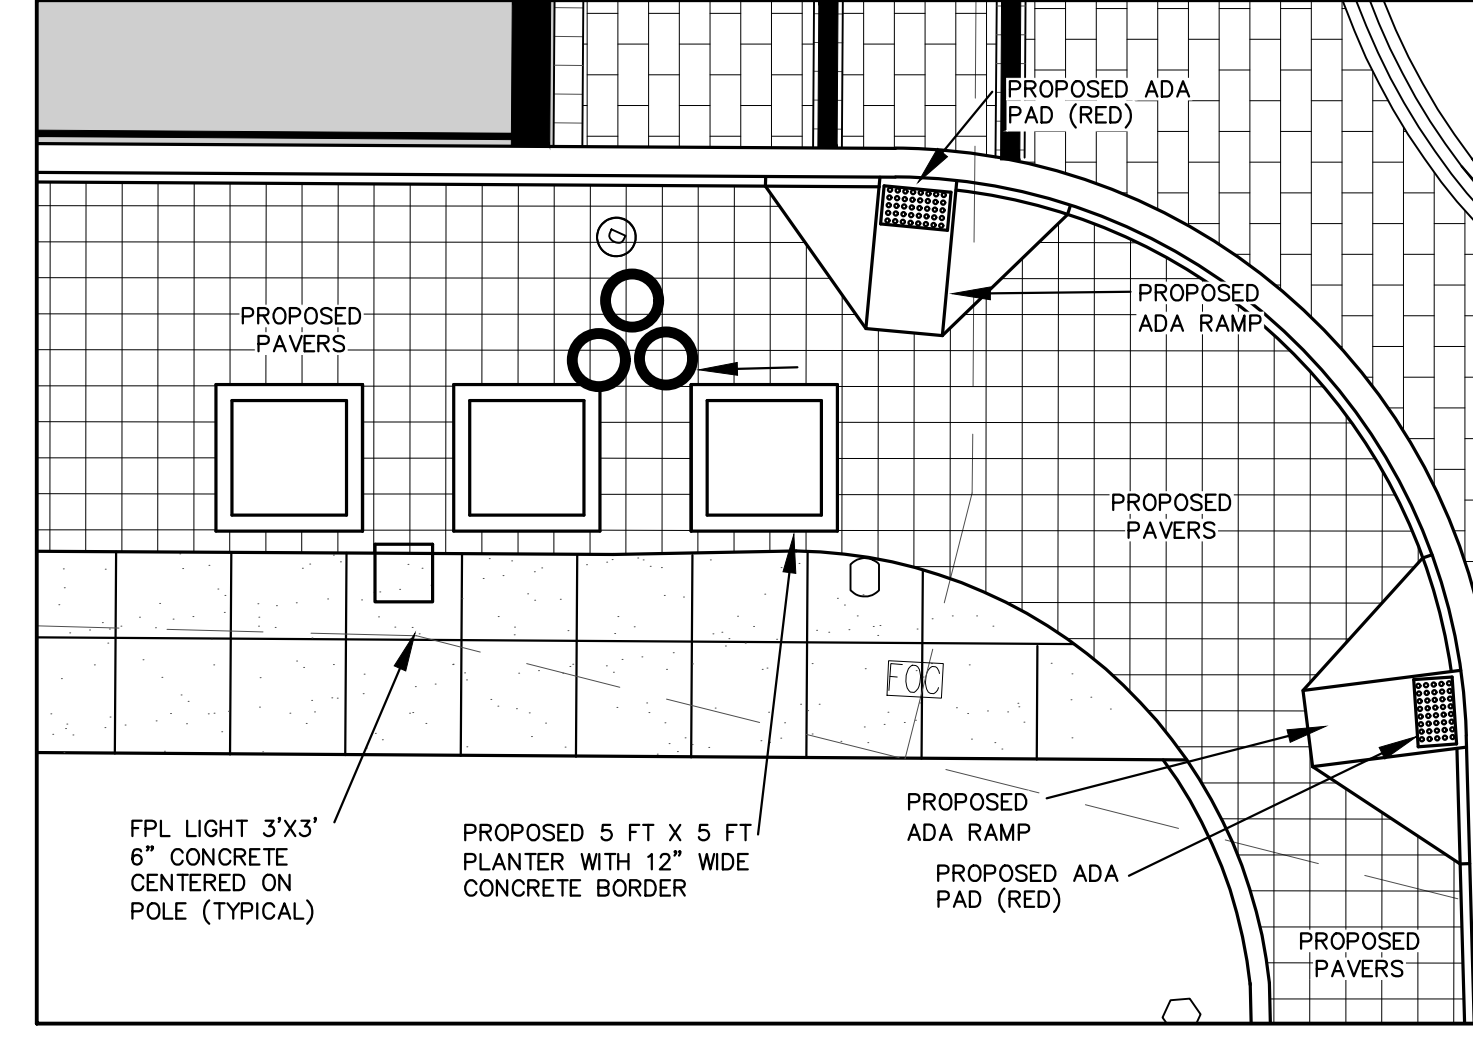 PROPOSED ADA
PAD (RED)
D
PROPOSED
ADA RAMP
PROPOSED
PAVERS
PROPOSED
PAVERS
FOC
PROPOSED
ADA RAMP
FPL LIGHT 3'X3'
6" CONCRETE
CENTERED ON
POLE (TYPICAL)
PROPOSED 5 FT X 5 FT
PLANTER WITH 12" WIDE
CONCRETE BORDER
PROPOSED ADA
PAD (RED)
PROPOSED
PAVERS